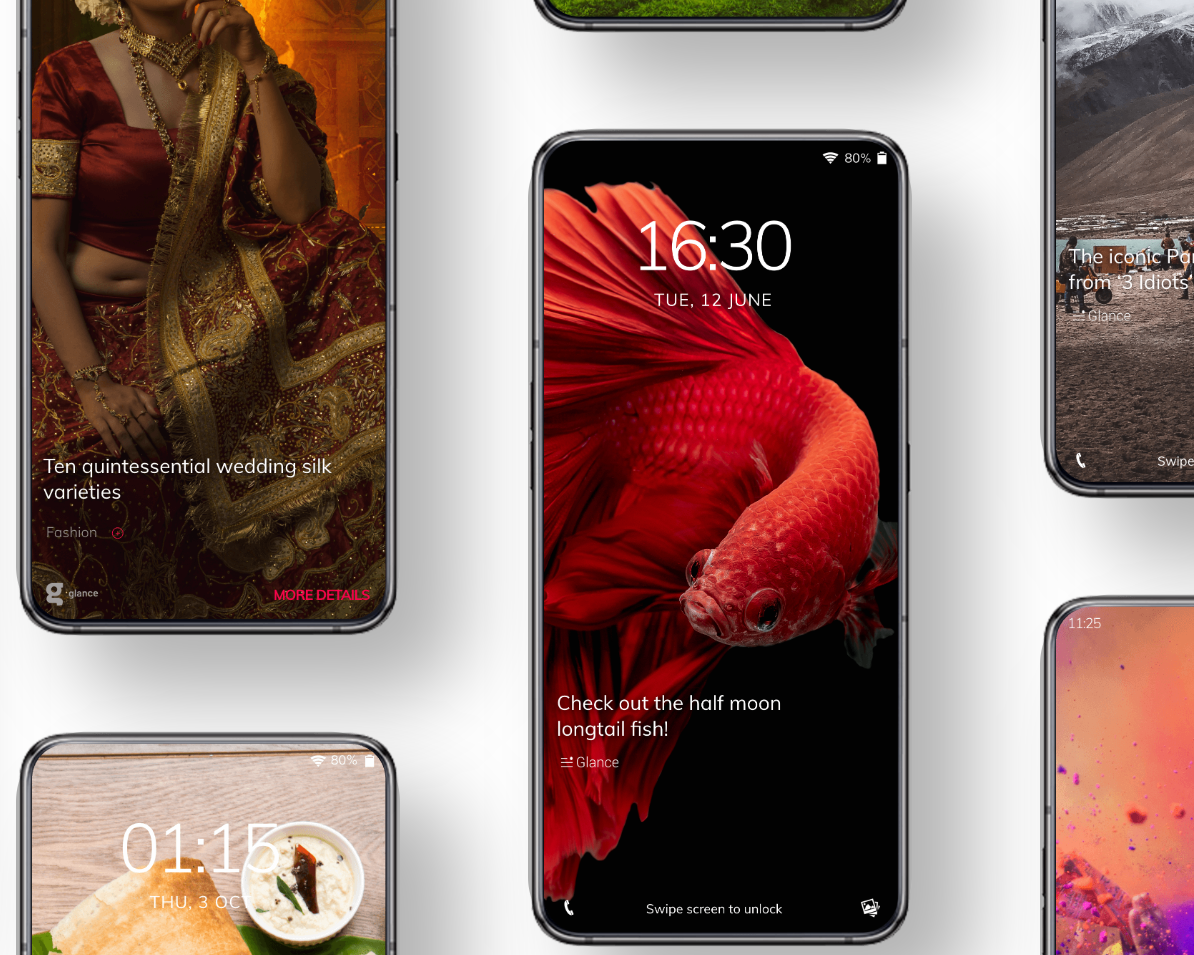 Ten quintessential wedding silk
varieties
Fashion
g glance
MORE DETAILS
80%
01:15
THU, 3 OC
80%
16:30
TUE, 12 JUNE
Check out the half moon
longtail fish!
Glance
Swipe screen to unlock
The iconic Pa
from ‘3 Idiots’
Glance
Swipe
11:25